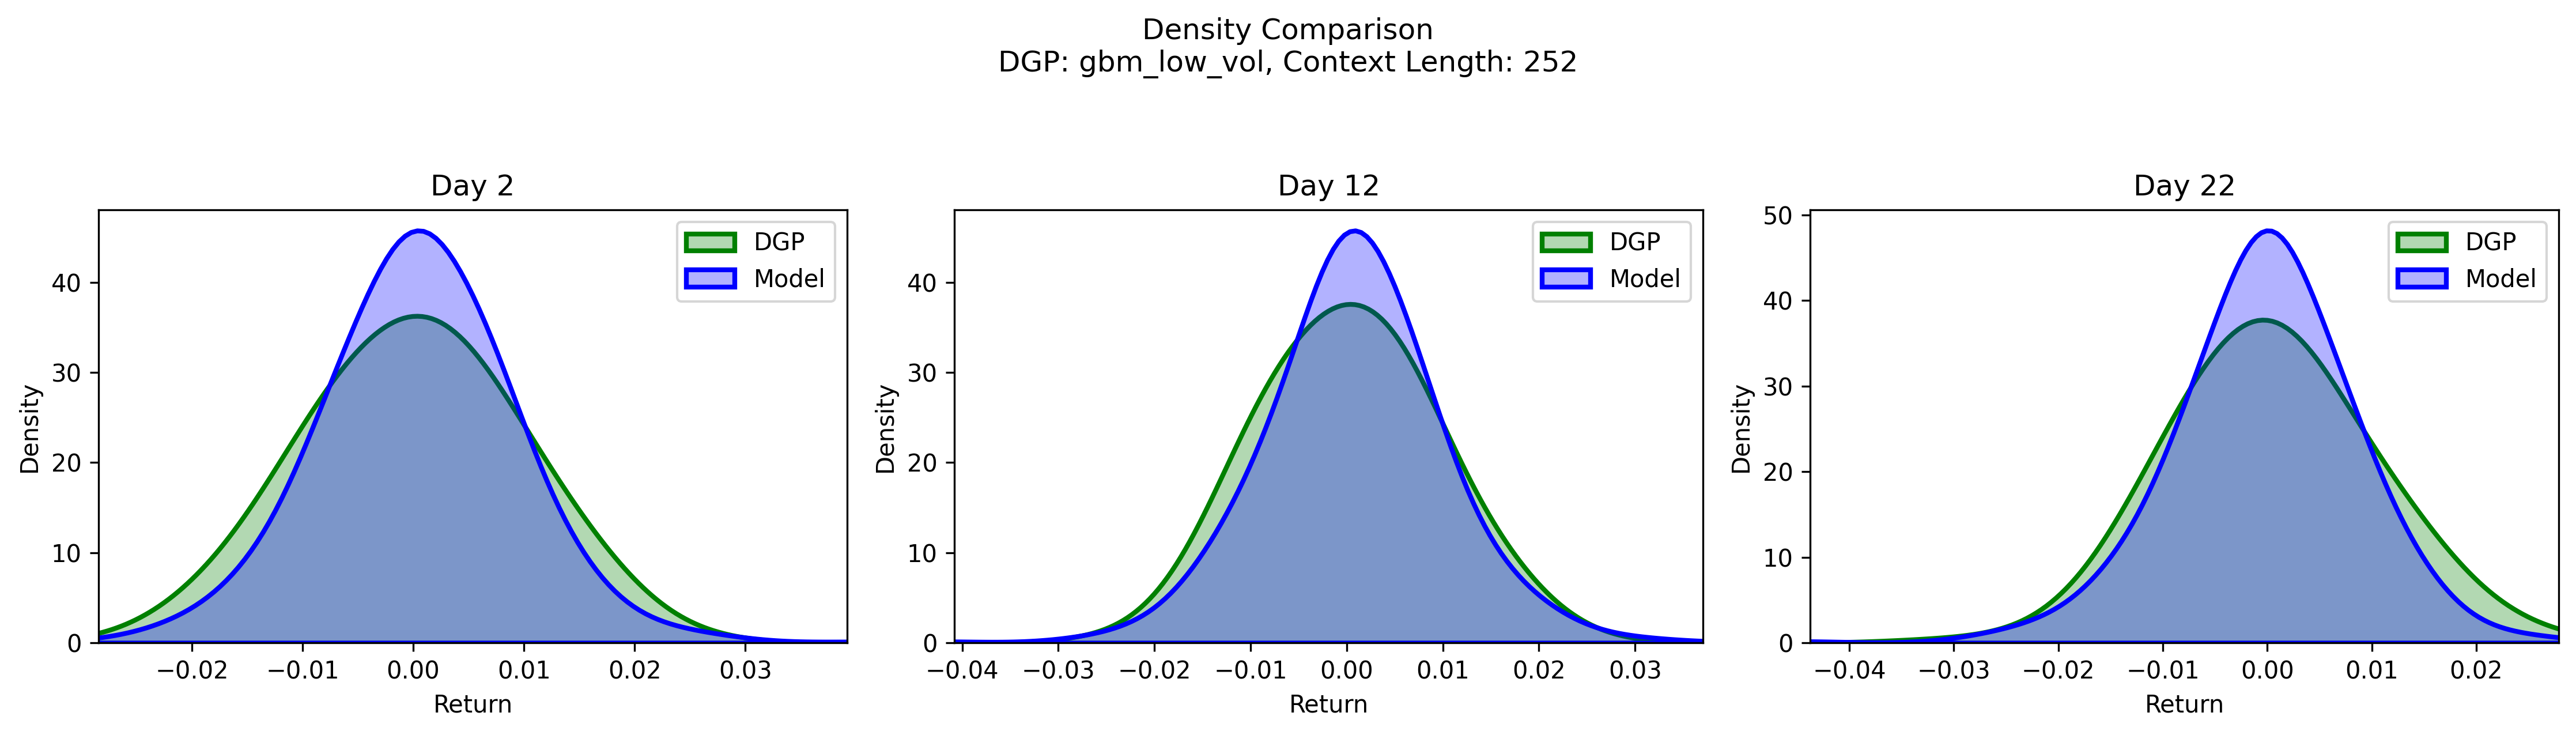 Density Comparison
DGP: gbm_low_vol, Context Length: 252
Day 2
Density
40
30
20
10
0
−0.02 −0.01 0.00 0.01 0.02 0.03
Return
DGP
Model
Day 12
Density
40
30
20
10
0
−0.04 −0.03 −0.02 −0.01 0.00 0.01 0.02 0.03
Return
DGP
Model
Day 22
Density
50
40
30
20
10
0
−0.04 −0.03 −0.02 −0.01 0.00 0.01 0.02
Return
DGP
Model